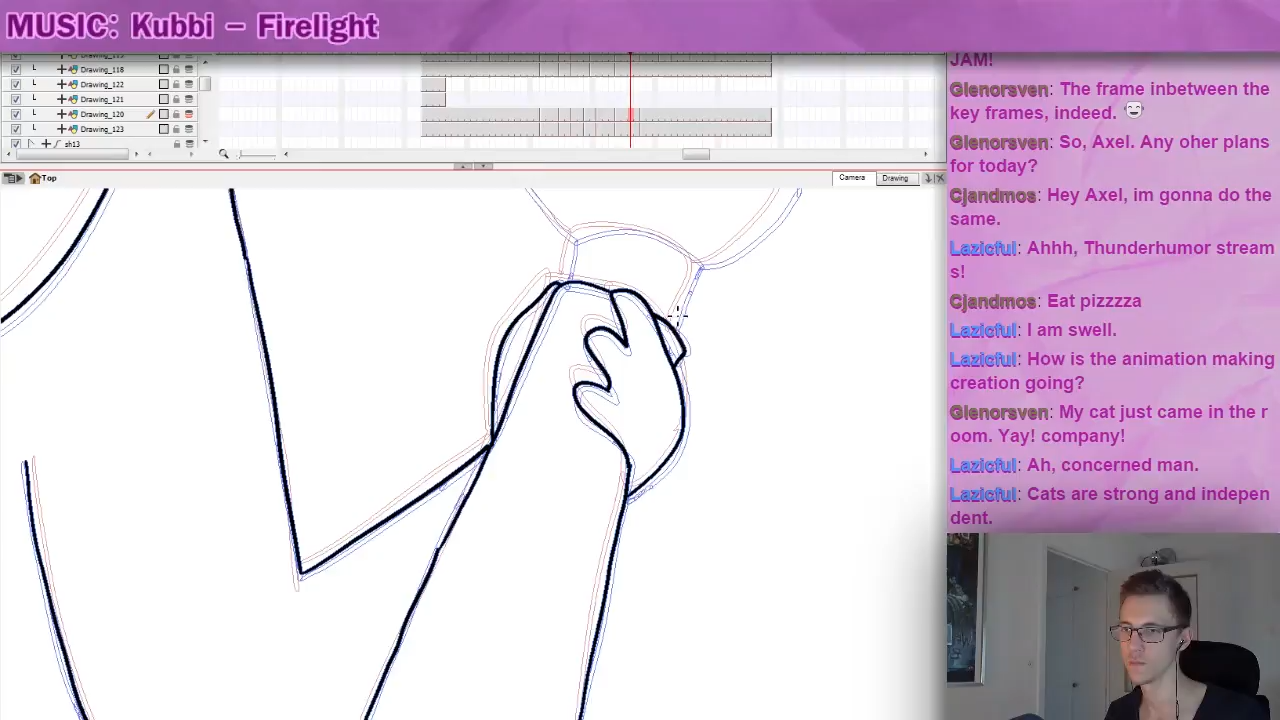 MUSIC: Kubbi – Firelight
Drawing_118
Drawing_122
Drawing_121
Drawing_120
Drawing_123
sh13
Top
Camera
Drawing
JAM!
Glenorsven: The frame inbetween the
key frames, indeed.
Glenorsven: So, Axel. Any oher plans
for today?
Cjandmos: Hey Axel, im gonna do the
same.
Lazicful: Ahhh, Thunderhumor stream
s!
Cjandmos: Eat pizzzza
Lazicful: I am swell.
Lazicful: How is the animation making
creation going?
Glenorsven: My cat just came in the r
oom. Yay! company!
Lazicful: Ah, concerned man.
Lazicful: Cats are strong and indepen
dent.